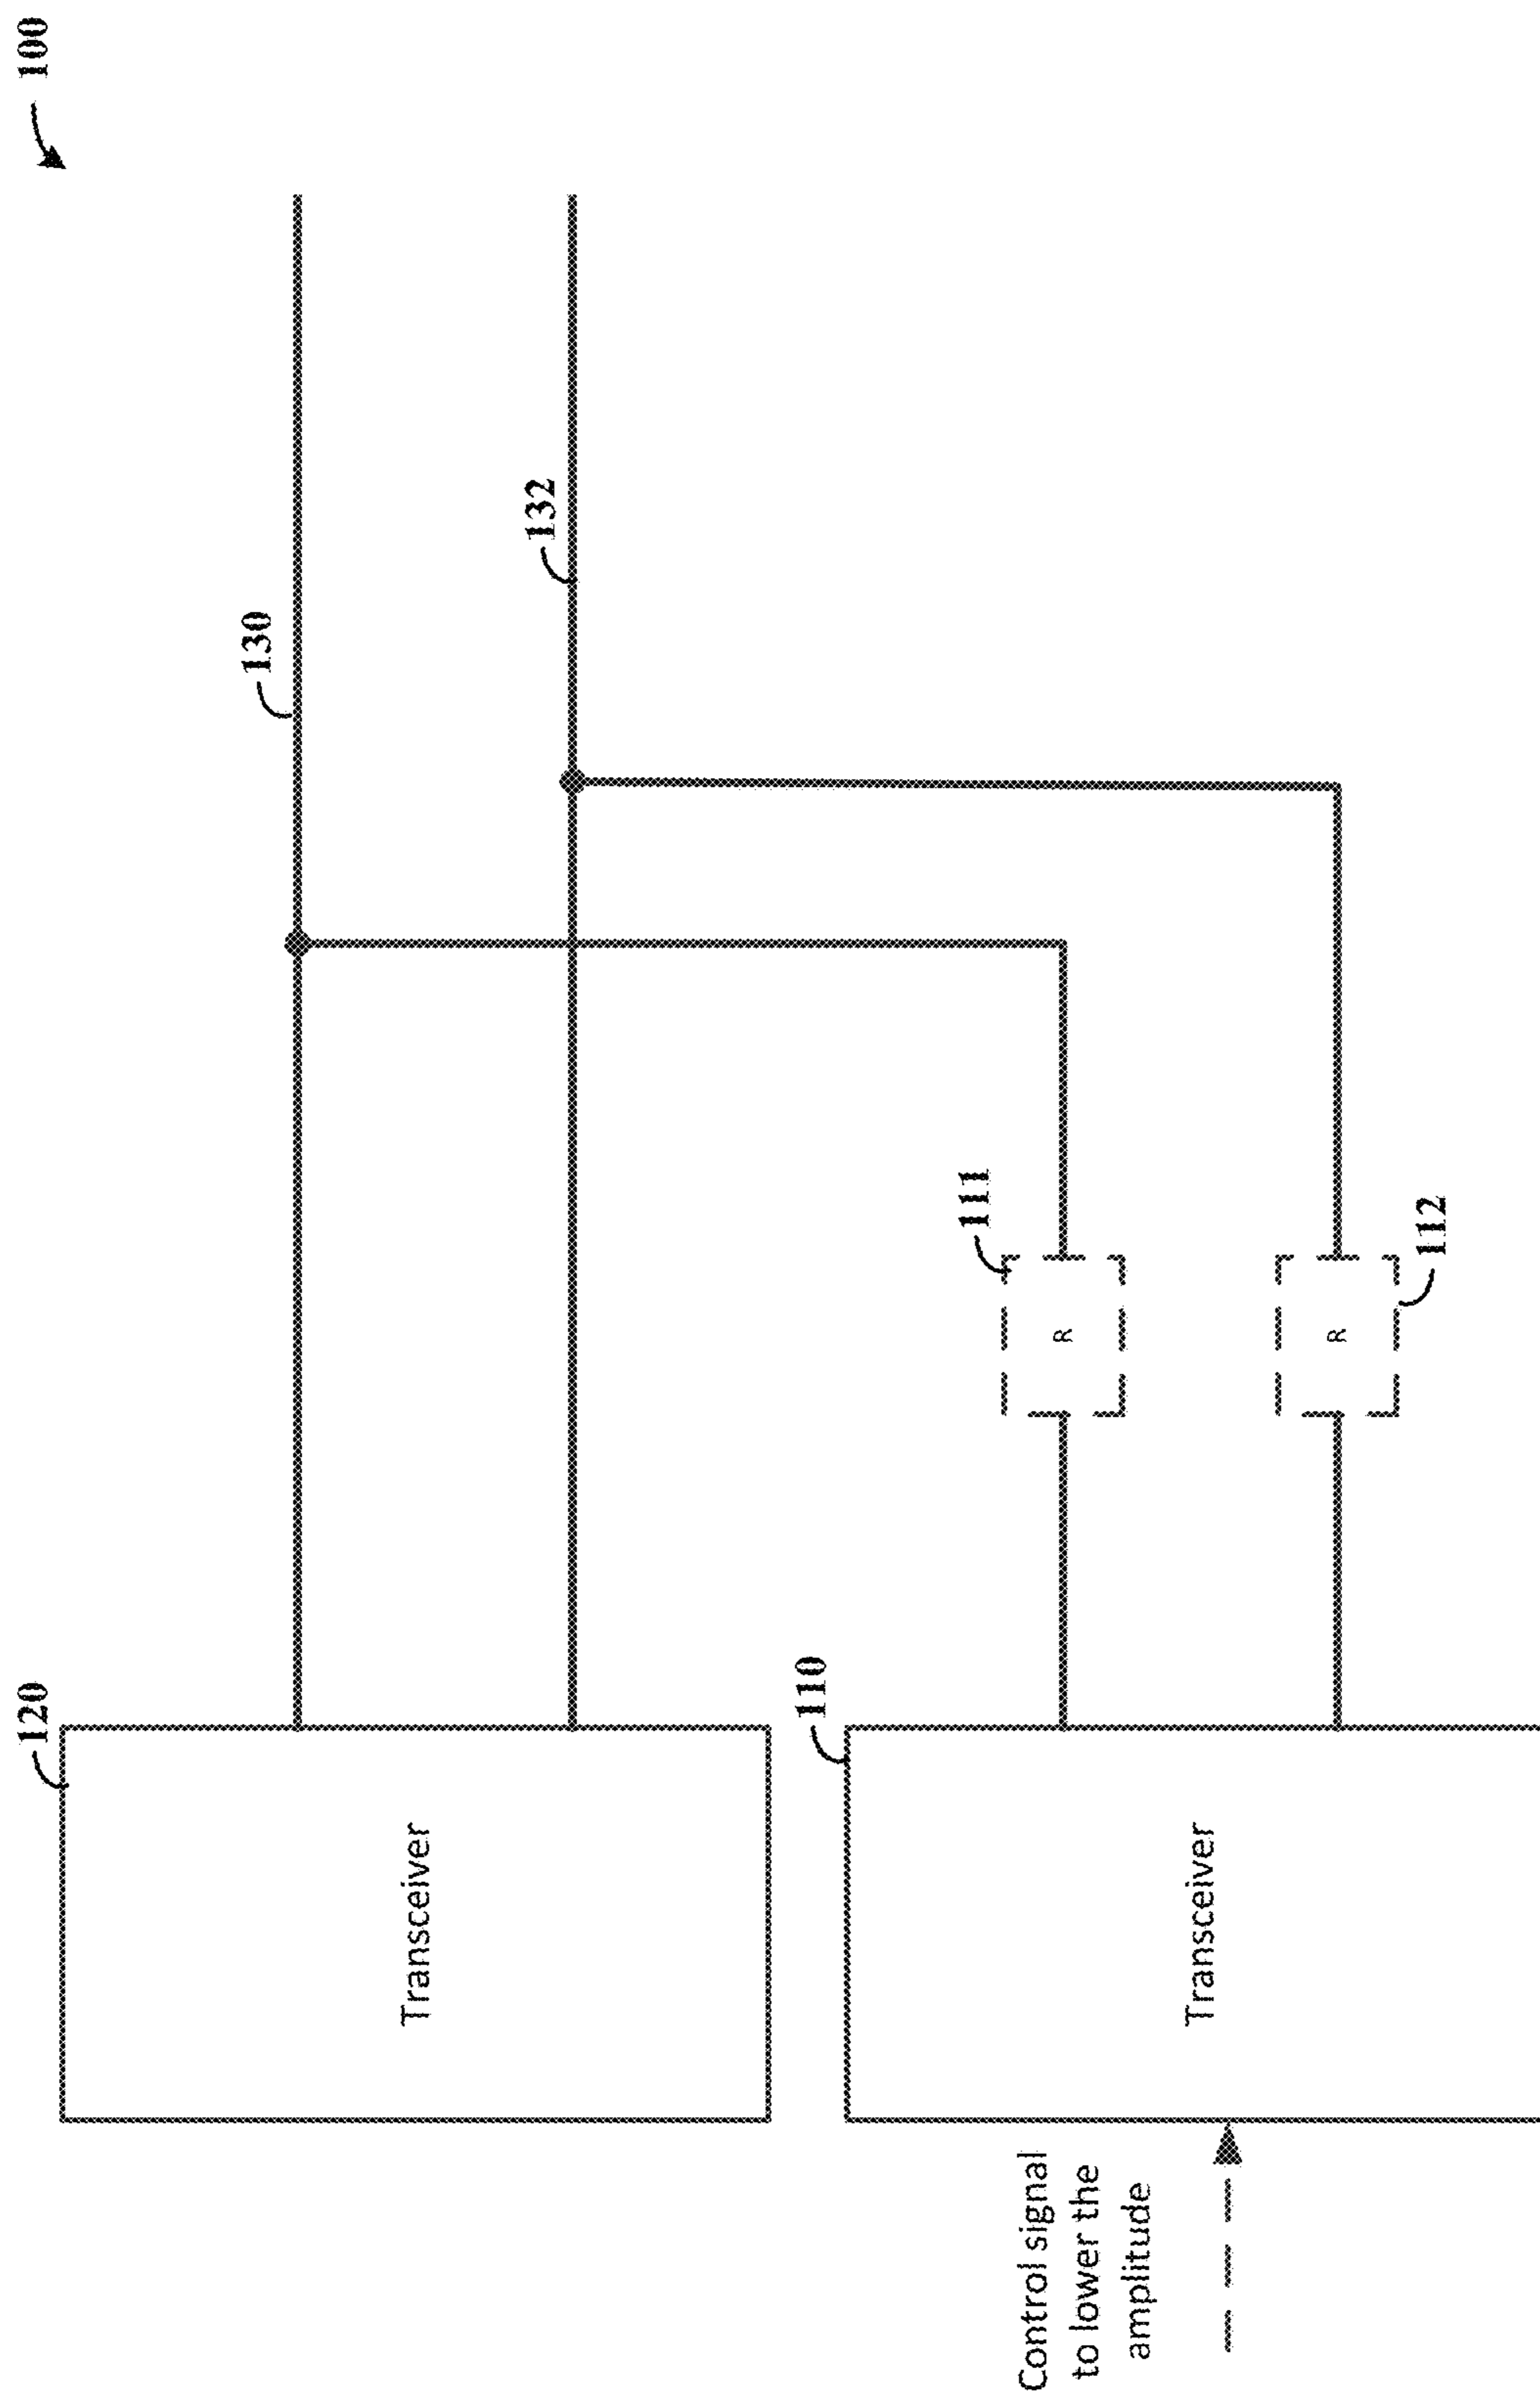 100
130
132
120
Transceiver
111
R
R
112
110
Transceiver
Control signal
to lower the
amplitude